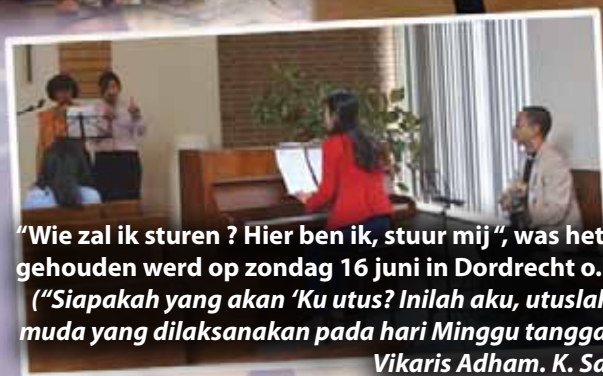 “Wie zal ik sturen ? Hier ben ik, stuur mij“, was het
gehouden werd op zondag 16 juni in Dordrecht o.
(“Siapakah yang akan ‘Ku utus? Inilah aku, utuslah
muda yang dilaksanakan pada hari Minggu tangga
Vikaris Adham. K. Sa